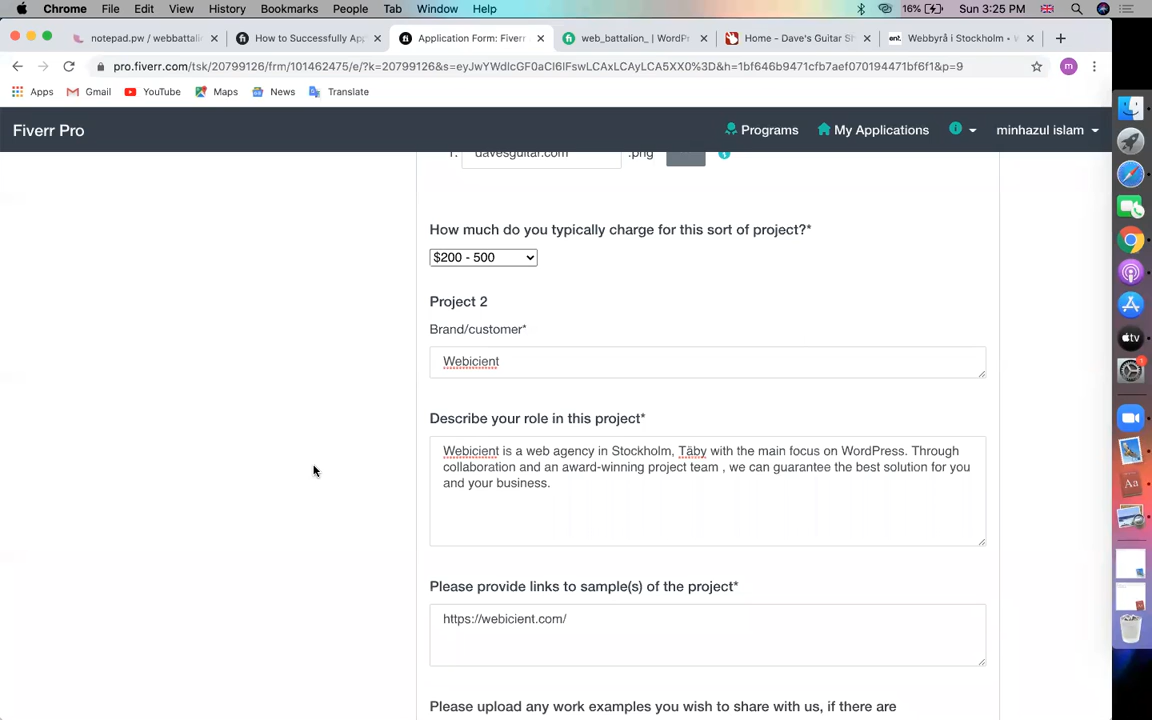 Chrome File Edit View History Bookmarks People Tab Window Help 16% Sun 3:25 PM
notepad.pw / webbattalic How to Successfully Ap Application Form: Fiverr web_battalion_ | WordPr Home - Dave's Guitar Sh Webbyrå i Stockholm • W
pro.fiverr.com/tsk/20799126/frm/101462475/e/?k=20799126&s=eyJwYWdlcGF0aCI6IFswLCAxLCAyLCA5XX0%3D&h=1bf646b9471cfb7aef070194471bf6f1&p=9
Apps Gmail YouTube Maps News Translate
Fiverr Pro Programs My Applications minhazul islam
1. davesguitar.com .png
How much do you typically charge for this sort of project?*
$200 - 500
Project 2
Brand/customer*
Webicient
Describe your role in this project*
Webicient is a web agency in Stockholm, Täby with the main focus on WordPress. Through
collaboration and an award-winning project team , we can guarantee the best solution for you
and your business.
Please provide links to sample(s) of the project*
https://webicient.com/
Please upload any work examples you wish to share with us, if there are